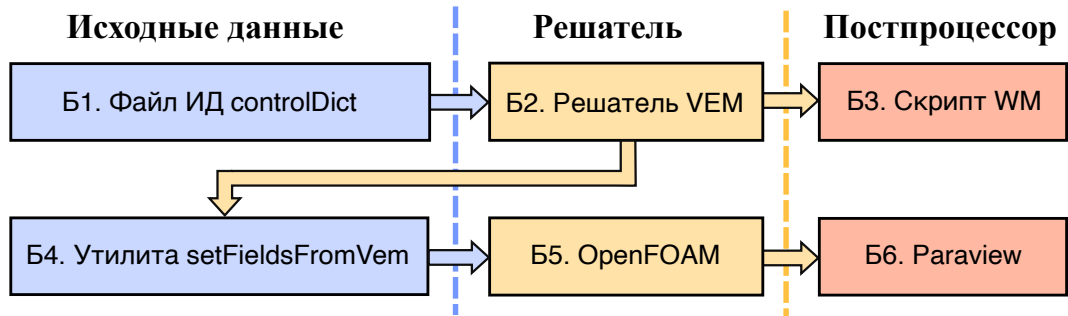 Исходные данные
Решатель
Постпроцессор
Б1. Файл ИД controlDict
Б2. Решатель VEM
Б3. Скрипт WM
Б4. Утилита setFieldsFromVem
Б5. OpenFOAM
Б6. Paraview